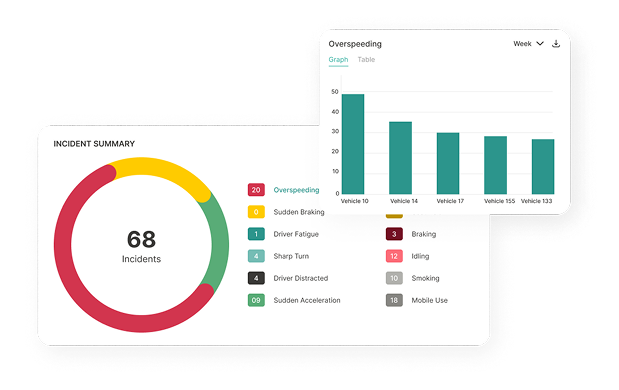 Overspeeding
Week
Graph Table
50
40
30
20
10
0
Vehicle 10 Vehicle 14 Vehicle 17 Vehicle 155 Vehicle 133
INCIDENT SUMMARY
68
Incidents
20 Overspeeding
0 Sudden Braking
1 Driver Fatigue 3 Braking
4 Sharp Turn 12 Idling
4 Driver Distracted 10 Smoking
09 Sudden Acceleration 18 Mobile Use